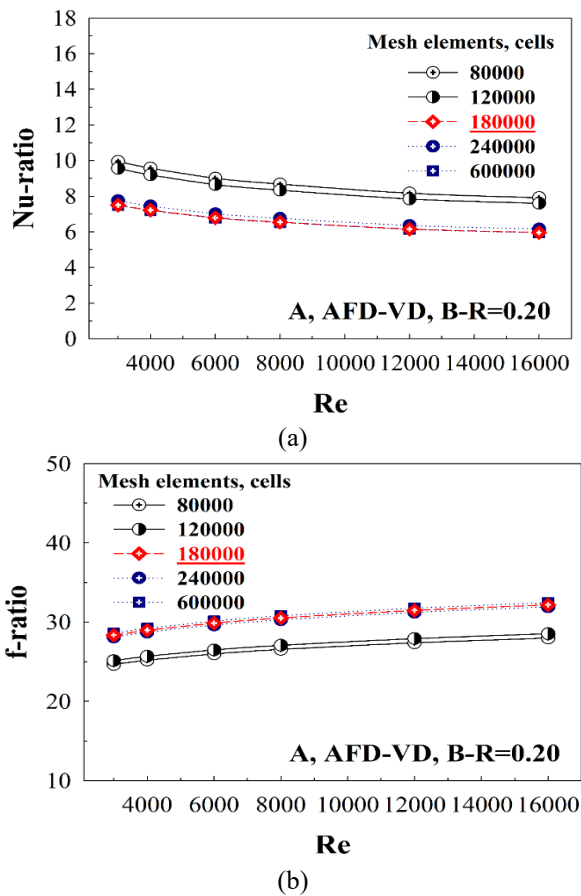 18
16
14
12
10
8
6
4
2
0
Nu-ratio
Mesh elements, cells
80000
120000
180000
240000
600000
A, AFD-VD, B-R=0.20
4000 6000 8000 10000 12000 14000 16000
Re
(a)
50
40
30
20
10
f-ratio
Mesh elements, cells
80000
120000
180000
240000
600000
A, AFD-VD, B-R=0.20
4000 6000 8000 10000 12000 14000 16000
Re
(b)